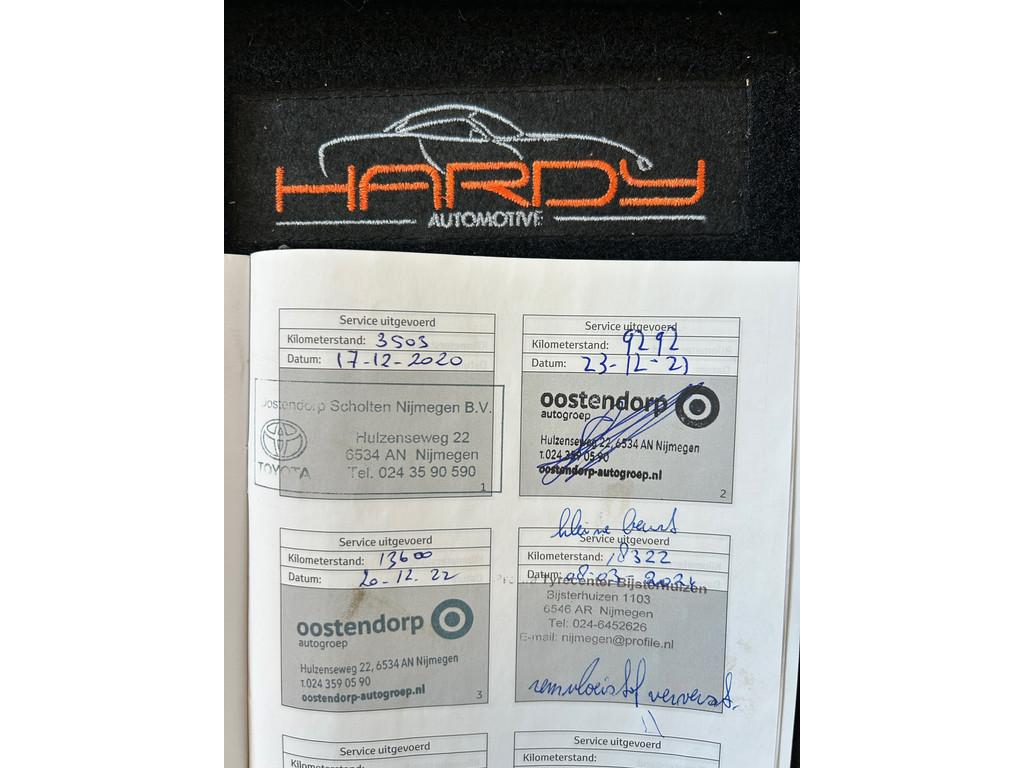 HARDY
AUTOMOTIVE
Service uitgevoerd
Kilometerstand: 3503
Datum: 17-12-2020
Oostendorp Scholten Nijmegen B.V.
Hulzenseweg 22
6534 AN Nijmegen
TOYOTA
Tel. 024 35 90 590
1
Service uitgevoerd
Kilometerstand: 9292
Datum: 23-12-21
oostendorp
autogroep
Hulzenseweg 22, 6534 AN Nijmegen
T. 024 359 05 90
oostendorp-autogroep.nl
2
Service uitgevoerd
Kilometerstand: 13600
Datum: 20-12-22
oostendorp
autogroep
Hulzenseweg 22, 6534 AN Nijmegen
T. 024 359 05 90
oostendorp-autogroep.nl
3
kleine beurt
Service uitgevoerd
Kilometerstand: 18322
Datum: 08-03-2024
Tyrecenter Bijsterhuizen
Bijsterhuizen 1103
6546 AR Nijmegen
Tel: 024-6452626
E-mail: nijmegen@profile.nl
remvloeistof ververst.
Service uitgevoerd
Kilometerstand:
Service uitgevoerd
Kilometerstand: